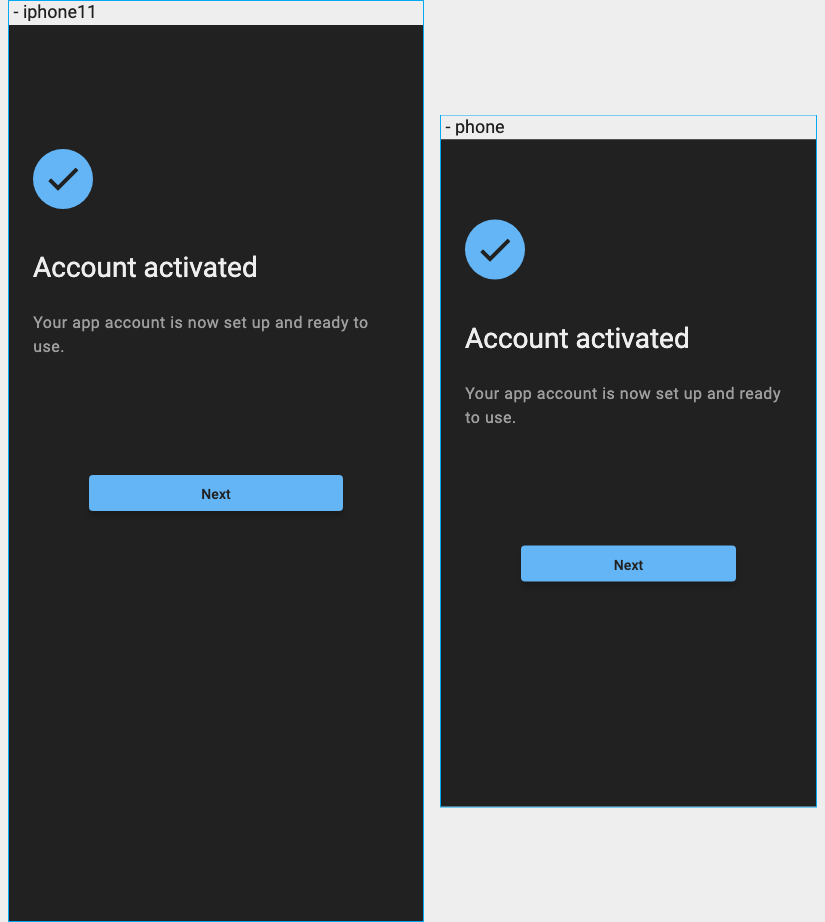 - iphone11
Account activated
Your app account is now set up and ready to
use.
Next
- phone
Account activated
Your app account is now set up and ready
to use.
Next